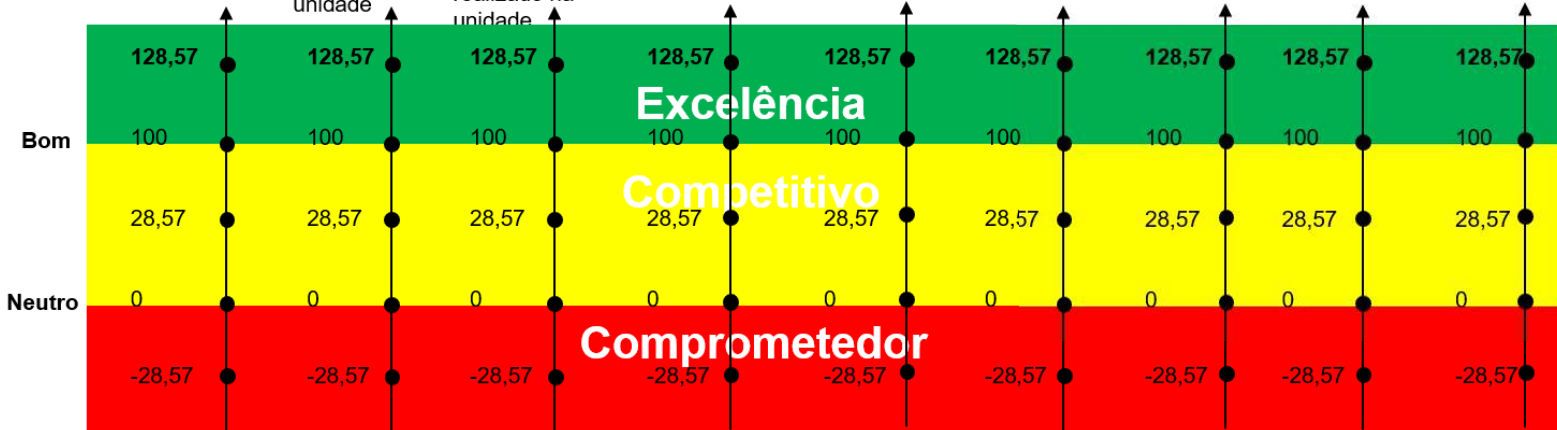 unidade
realizado na
unidade
128,57 128,57 128,57 128,57 128,57 128,57 128,57 128,57 128,57
Excelência
Bom 100 100 100 100 100 100 100 100 100
Competitivo
28,57 28,57 28,57 28,57 28,57 28,57 28,57 28,57 28,57
Neutro 0 0 0 0 0 0 0 0 0
Comprometedor
-28,57 -28,57 -28,57 -28,57 -28,57 -28,57 -28,57 -28,57 -28,57